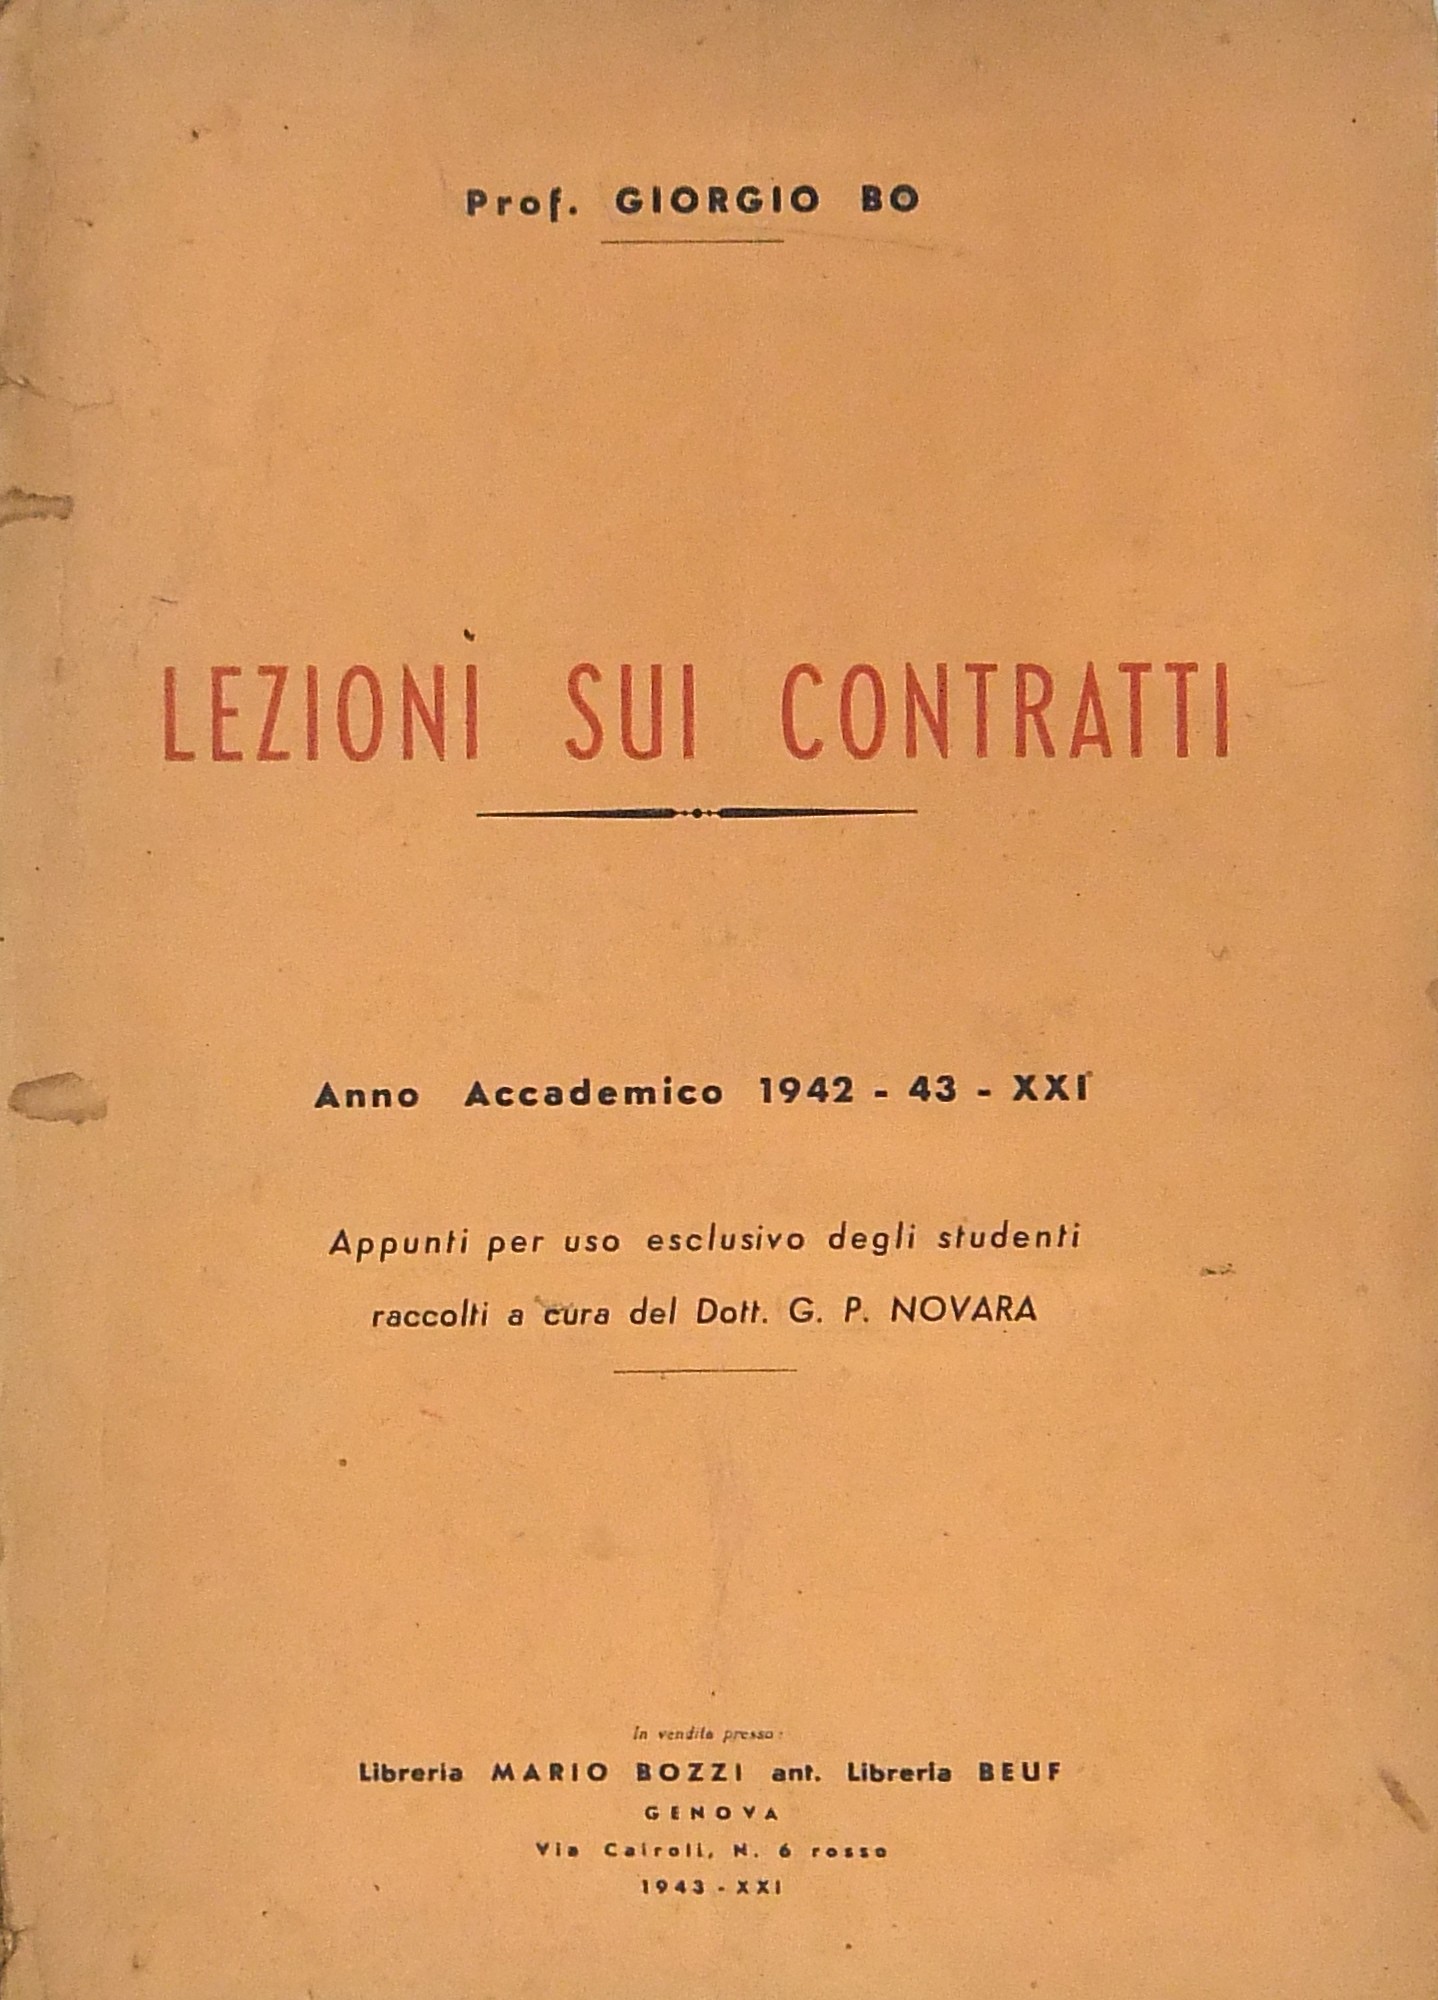 Prof. GIORGIO BO
LEZIONI SUI CONTRATTI
Anno Accademico 1942 - 43 - XXI
Appunti per uso esclusivo degli studenti
raccolti a cura del Dott. G. P. NOVARA
In vendita presso:
Libreria MARIO BOZZI ant. Libreria BEUF
GENOVA
Via Cairoli, N. 6 rosso
1943 - XXI